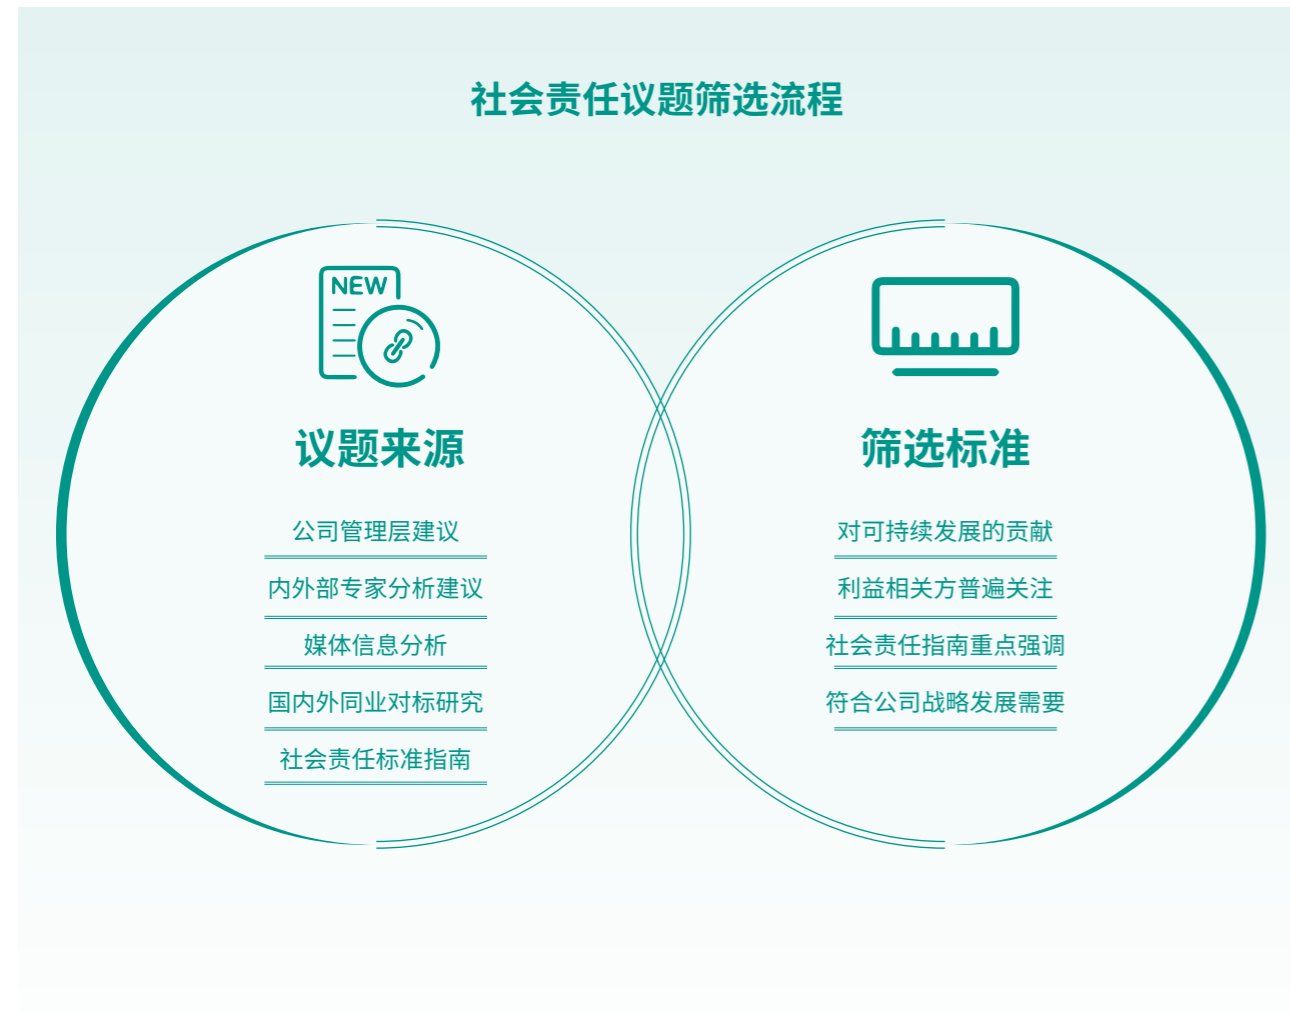 社会责任议题筛选流程
NEW
议题来源
公司管理层建议
内外部专家分析建议
媒体信息分析
国内外同业对标研究
社会责任标准指南
筛选标准
对可持续发展的贡献
利益相关方普遍关注
社会责任指南重点强调
符合公司战略发展需要